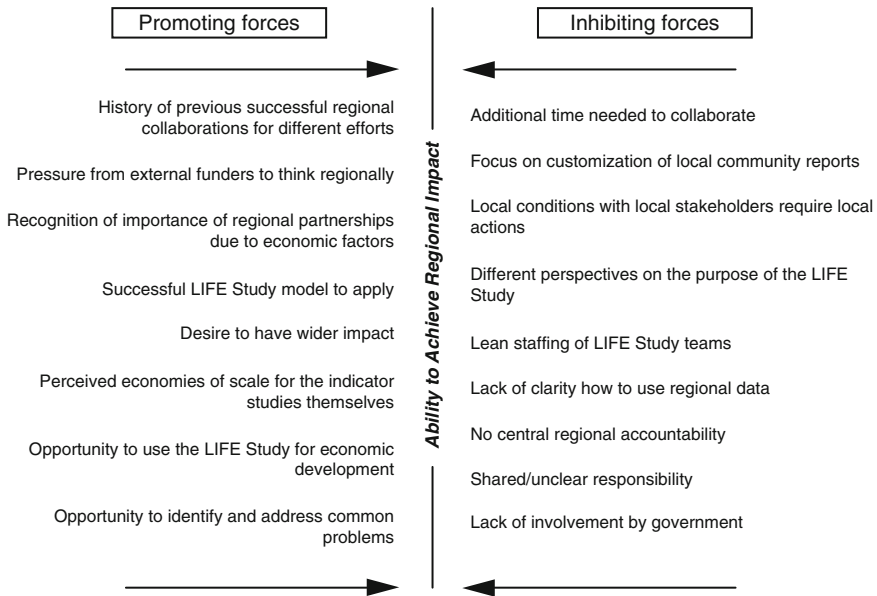 Promoting forces
History of previous successful regional
collaborations for different efforts
Pressure from external funders to think regionally
Recognition of importance of regional partnerships
due to economic factors
Successful LIFE Study model to apply
Desire to have wider impact
Perceived economies of scale for the indicator
studies themselves
Opportunity to use the LIFE Study for economic
development
Opportunity to identify and address common
problems
Ability to Achieve Regional Impact
Inhibiting forces
Additional time needed to collaborate
Focus on customization of local community reports
Local conditions with local stakeholders require local
actions
Different perspectives on the purpose of the LIFE
Study
Lean staffing of LIFE Study teams
Lack of clarity how to use regional data
No central regional accountability
Shared/unclear responsibility
Lack of involvement by government